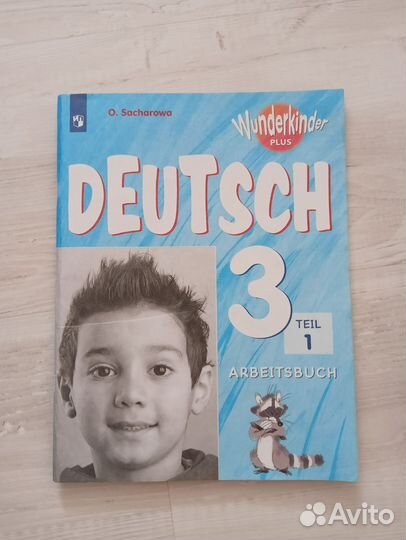 O. Sacharowa
Wunderkinder
PLUS
DEUTSCH
3
TEIL
1
ARBEITSBUCH
Avito